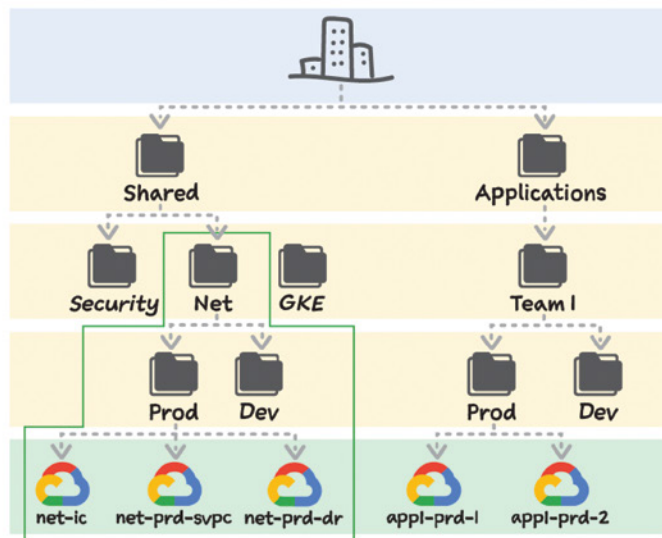 Shared
Applications
Security
Net
GKE
Team 1
Prod
Dev
Prod
Dev
net-ic
net-prd-svpc
net-prd-dr
app1-prd-1
app1-prd-2